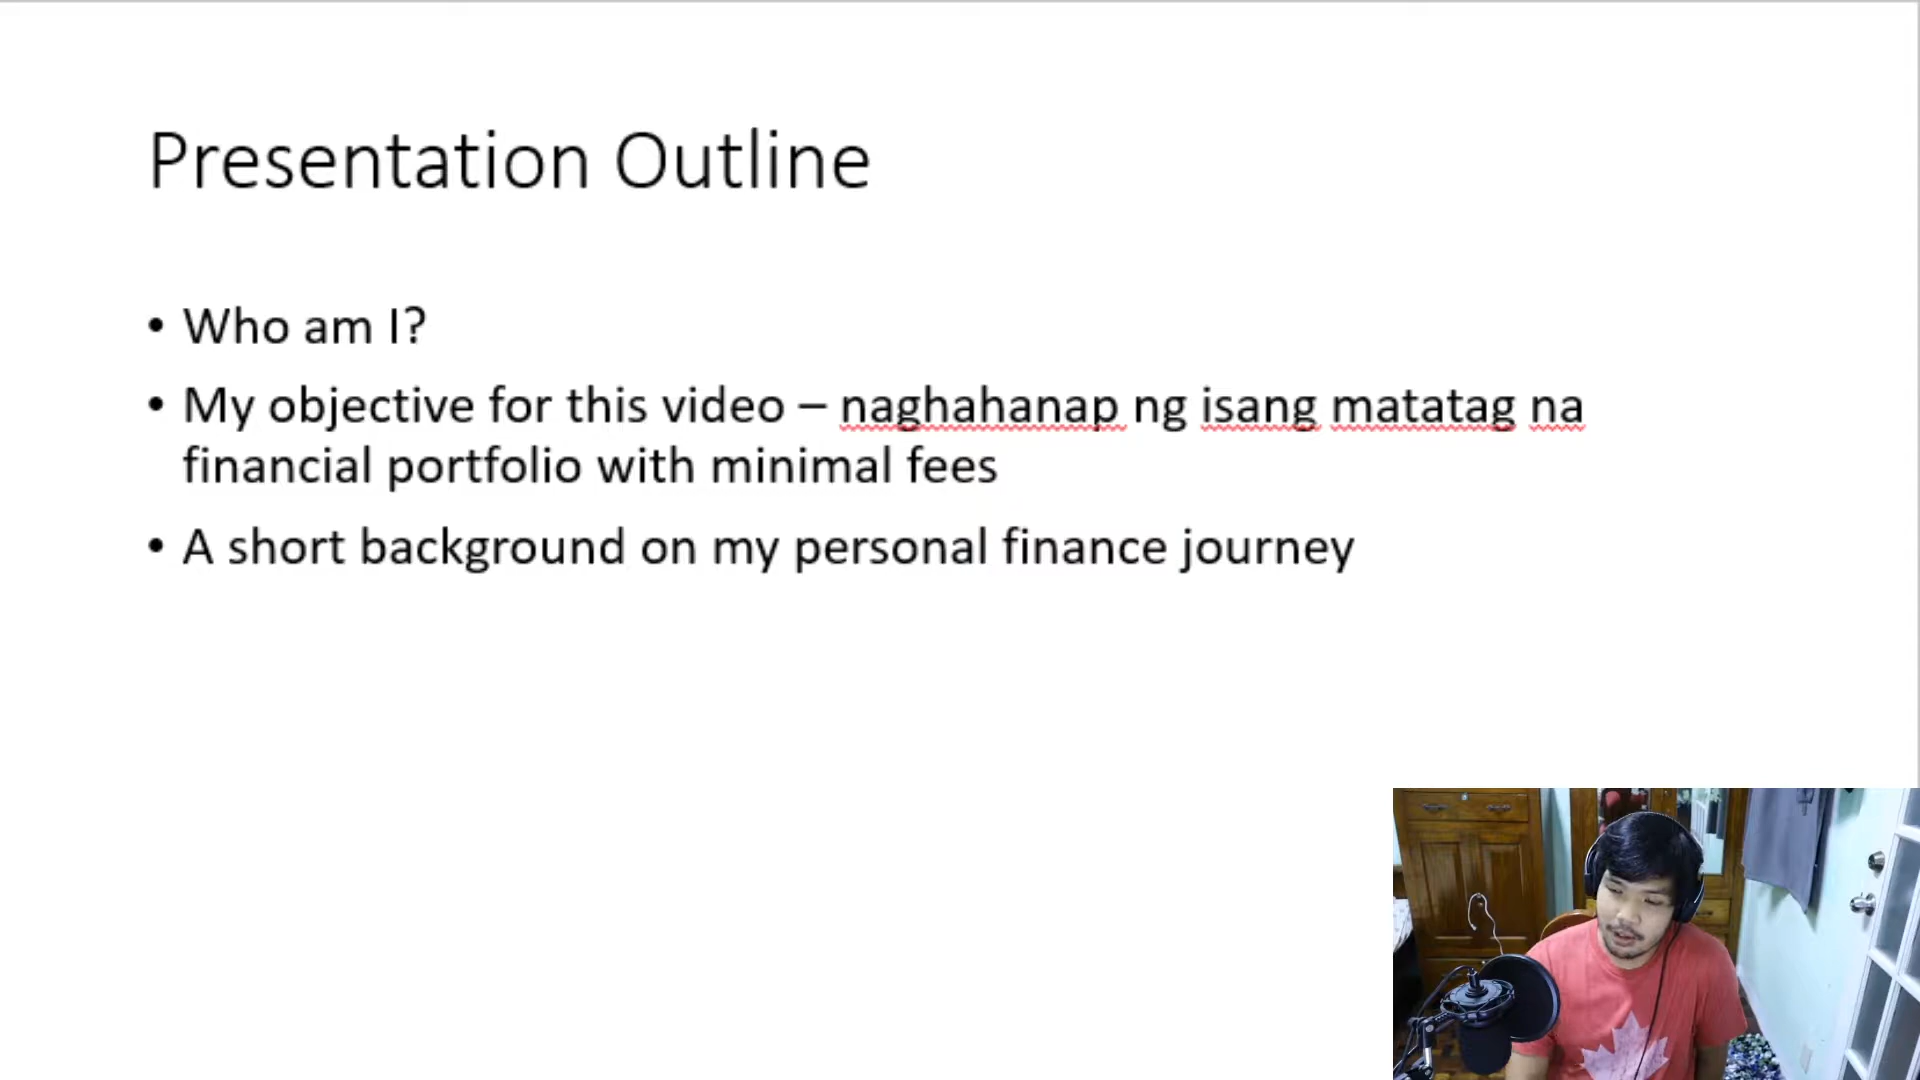 Presentation Outline
• Who am I?
• My objective for this video – naghahanap ng isang matatag na
financial portfolio with minimal fees
• A short background on my personal finance journey